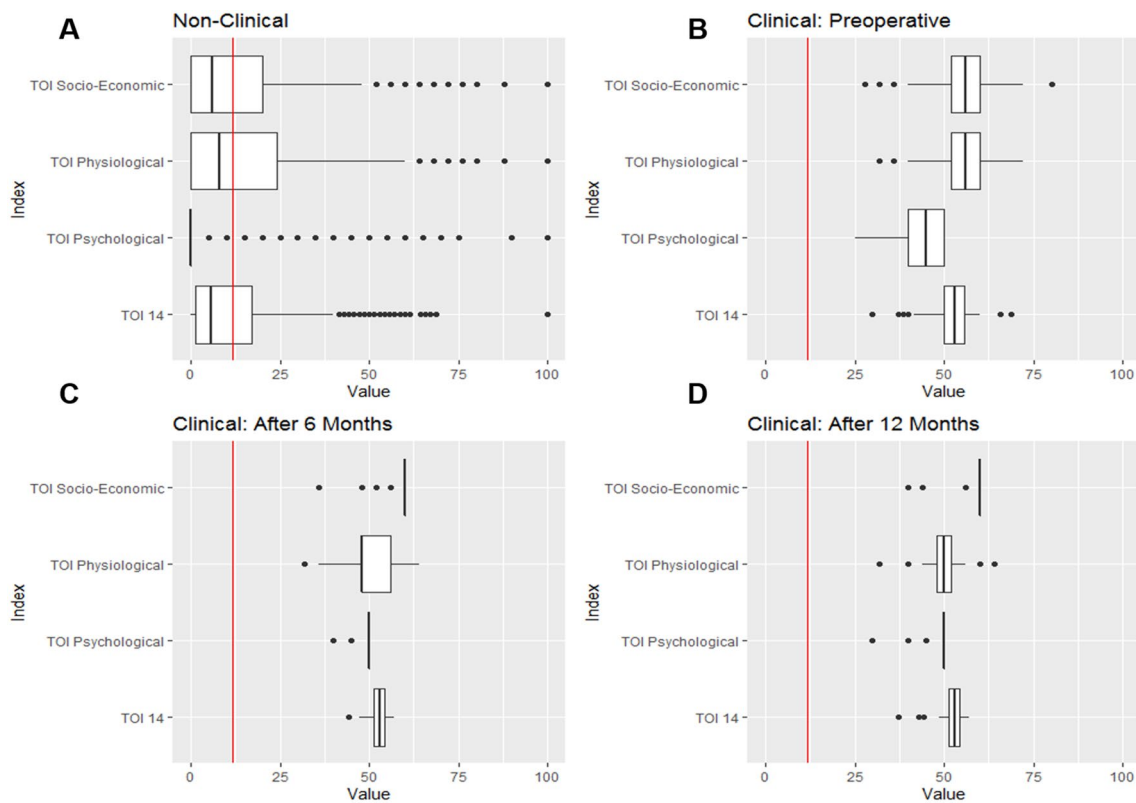 A
Non-Clinical
TOI Socio-Economic
TOI Physiological
TOI Psychological
TOI 14
Index
0 25 50 75 100
Value
B
Clinical: Preoperative
TOI Socio-Economic
TOI Physiological
TOI Psychological
TOI 14
Index
0 25 50 75 100
Value
C
Clinical: After 6 Months
TOI Socio-Economic
TOI Physiological
TOI Psychological
TOI 14
Index
0 25 50 75 100
Value
D
Clinical: After 12 Months
TOI Socio-Economic
TOI Physiological
TOI Psychological
TOI 14
Index
0 25 50 75 100
Value